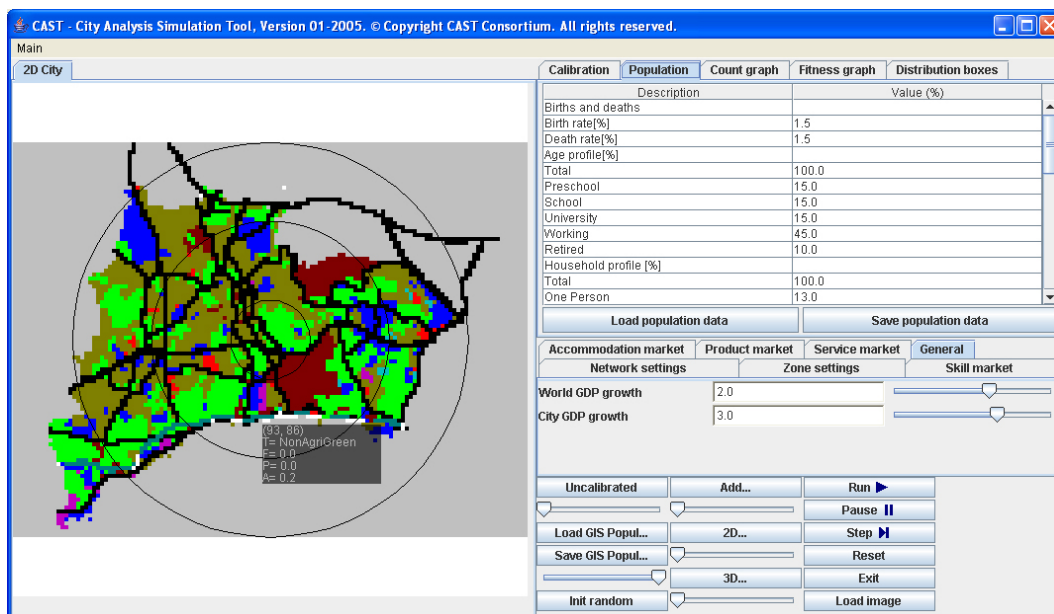 CAST - City Analysis Simulation Tool, Version 01-2005. © Copyright CAST Consortium. All rights reserved.
Main
2D City
Calibration Population Count graph Fitness graph Distribution boxes
Description Value (%)
Births and deaths
Birth rate[%] 1.5
Death rate[%] 1.5
Age profile[%]
Total 100.0
Preschool 15.0
School 15.0
University 15.0
Working 45.0
Retired 10.0
Household profile [%]
Total 100.0
One Person 13.0
Load population data Save population data
Accommodation market Product market Service market General
Network settings Zone settings Skill market
World GDP growth 2.0
City GDP growth 3.0
(93, 86)
T= NonAgriGreen
F= 0.0
P= 0.0
A= 0.2
Uncalibrated Add... Run
Pause
Load GIS Popul... 2D... Step
Save GIS Popul... Reset
3D... Exit
Init random Load image